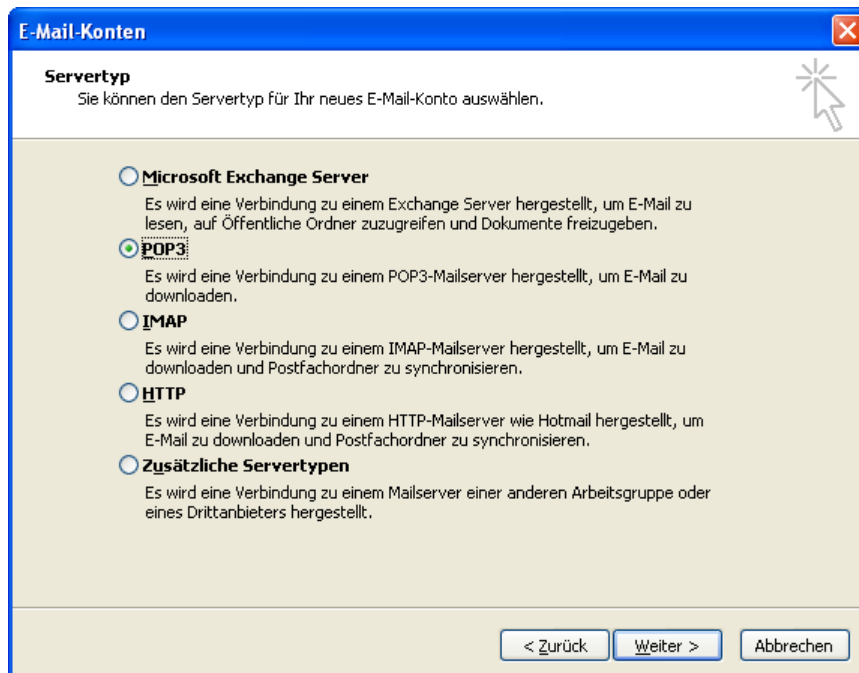 E-Mail-Konten
Servertyp
Sie können den Servertyp für Ihr neues E-Mail-Konto auswählen.
Microsoft Exchange Server
Es wird eine Verbindung zu einem Exchange Server hergestellt, um E-Mail zu
lesen, auf Öffentliche Ordner zuzugreifen und Dokumente freizugeben.
POP3
Es wird eine Verbindung zu einem POP3-Mailserver hergestellt, um E-Mail zu
downloaden.
IMAP
Es wird eine Verbindung zu einem IMAP-Mailserver hergestellt, um E-Mail zu
downloaden und Postfachordner zu synchronisieren.
HTTP
Es wird eine Verbindung zu einem HTTP-Mailserver wie Hotmail hergestellt, um
E-Mail zu downloaden und Postfachordner zu synchronisieren.
Zusätzliche Servertypen
Es wird eine Verbindung zu einem Mailserver einer anderen Arbeitsgruppe oder
eines Drittanbieters hergestellt.
< Zurück Weiter > Abbrechen